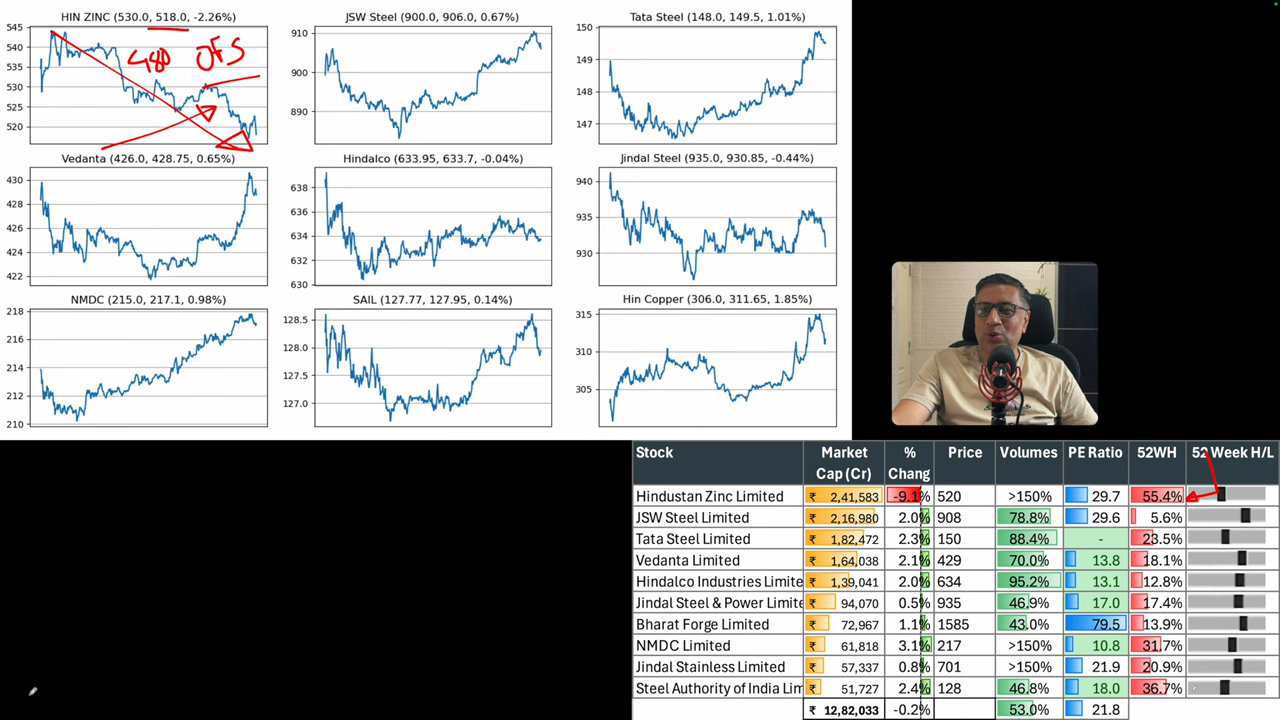 HIN ZINC (530.0, 518.0, -2.26%)
545
540
535
530
525
520
480 OFS
JSW Steel (900.0, 906.0, 0.67%)
910
900
890
Tata Steel (148.0, 149.5, 1.01%)
150
149
148
147
Vedanta (426.0, 428.75, 0.65%)
430
428
426
424
422
Hindalco (633.95, 633.7, -0.04%)
638
636
634
632
630
Jindal Steel (935.0, 930.85, -0.44%)
940
935
930
NMDC (215.0, 217.1, 0.98%)
218
216
214
212
210
SAIL (127.77, 127.95, 0.14%)
128.5
128.0
127.5
127.0
Hin Copper (306.0, 311.65, 1.85%)
315
310
305
Stock Market Cap (Cr) % Chang Price Volumes PE Ratio 52WH 52 Week H/L
Hindustan Zinc Limited ₹ 2,41,583 -9.1% 520 >150% 29.7 55.4%
JSW Steel Limited ₹ 2,16,980 2.0% 908 78.8% 29.6 5.6%
Tata Steel Limited ₹ 1,82,472 2.3% 150 88.4% - 23.5%
Vedanta Limited ₹ 1,64,038 2.1% 429 70.0% 13.8 18.1%
Hindalco Industries Limite ₹ 1,39,041 2.0% 634 95.2% 13.1 12.8%
Jindal Steel & Power Limite ₹ 94,070 0.5% 935 46.9% 17.0 17.4%
Bharat Forge Limited ₹ 72,967 1.1% 1585 43.0% 79.5 13.9%
NMDC Limited ₹ 61,818 3.1% 217 >150% 10.8 31.7%
Jindal Stainless Limited ₹ 57,337 0.8% 701 >150% 21.9 20.9%
Steel Authority of India Lim ₹ 51,727 2.4% 128 46.8% 18.0 36.7%
₹ 12,82,033 -0.2% 53.0% 21.8